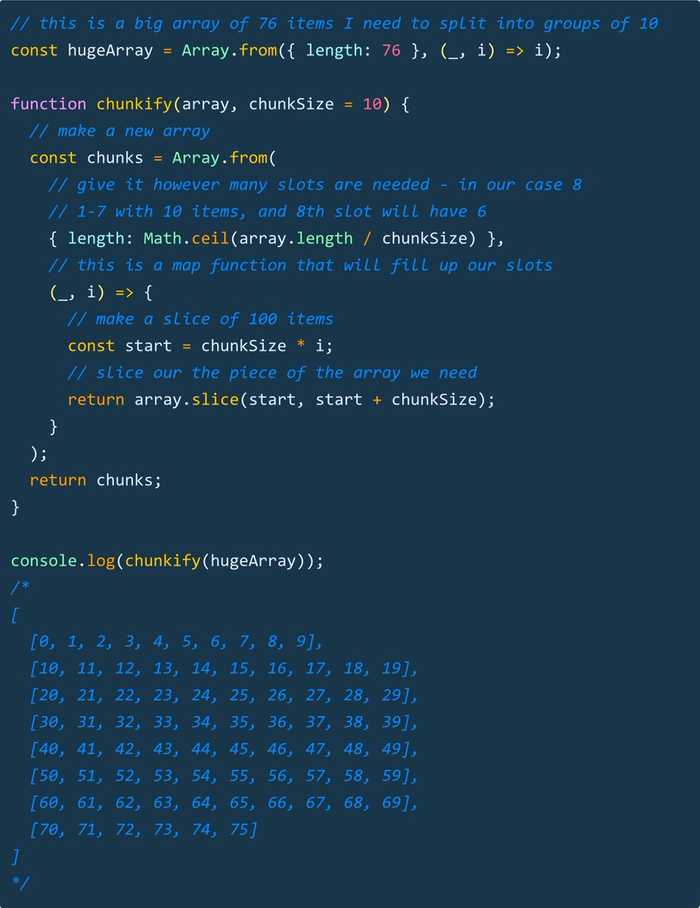 // this is a big array of 76 items I need to split into groups of 10
const hugeArray = Array.from({ length: 76 }, (_, i) => i);

function chunkify(array, chunkSize = 10) {
  // make a new array
  const chunks = Array.from(
    // give it however many slots are needed - in our case 8
    // 1-7 with 10 items, and 8th slot will have 6
    { length: Math.ceil(array.length / chunkSize) },
    // this is a map function that will fill up our slots
    (_, i) => {
      // make a slice of 100 items
      const start = chunkSize * i;
      // slice our the piece of the array we need
      return array.slice(start, start + chunkSize);
    }
  );
  return chunks;
}

console.log(chunkify(hugeArray));
/*
[
  [0, 1, 2, 3, 4, 5, 6, 7, 8, 9],
  [10, 11, 12, 13, 14, 15, 16, 17, 18, 19],
  [20, 21, 22, 23, 24, 25, 26, 27, 28, 29],
  [30, 31, 32, 33, 34, 35, 36, 37, 38, 39],
  [40, 41, 42, 43, 44, 45, 46, 47, 48, 49],
  [50, 51, 52, 53, 54, 55, 56, 57, 58, 59],
  [60, 61, 62, 63, 64, 65, 66, 67, 68, 69],
  [70, 71, 72, 73, 74, 75]
]
*/